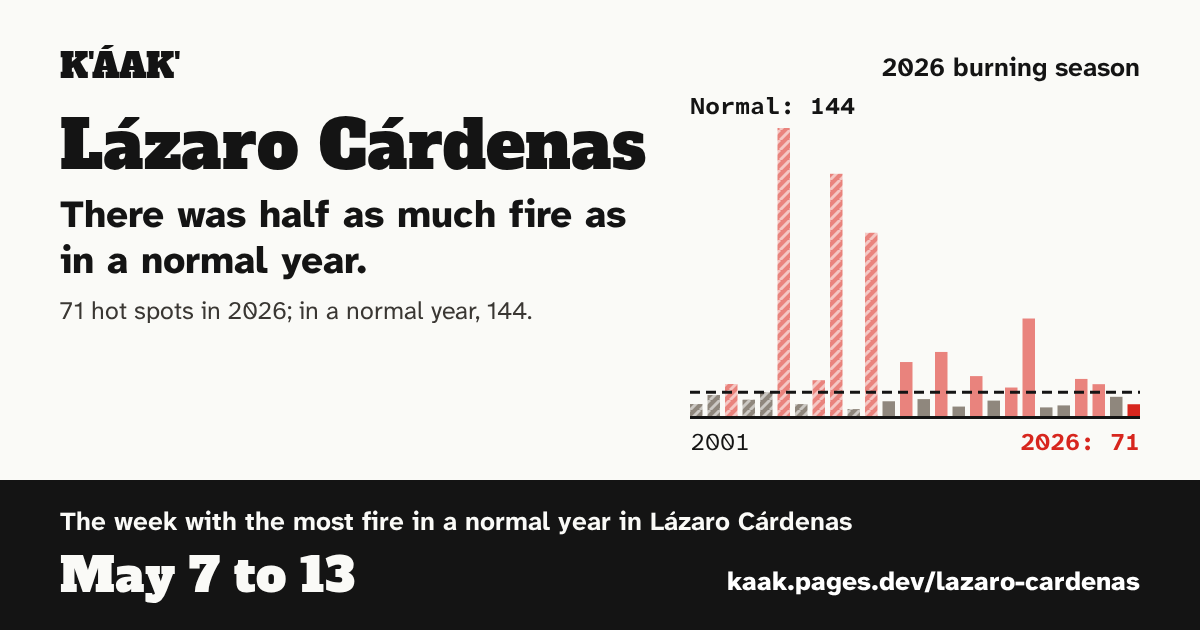 K'ÁAK'
2026 burning season
Lázaro Cárdenas
There was half as much fire as
in a normal year.
71 hot spots in 2026; in a normal year, 144.
Normal: 144
2001
2026: 71
The week with the most fire in a normal year in Lázaro Cárdenas
May 7 to 13
kaak.pages.dev/lazaro-cardenas